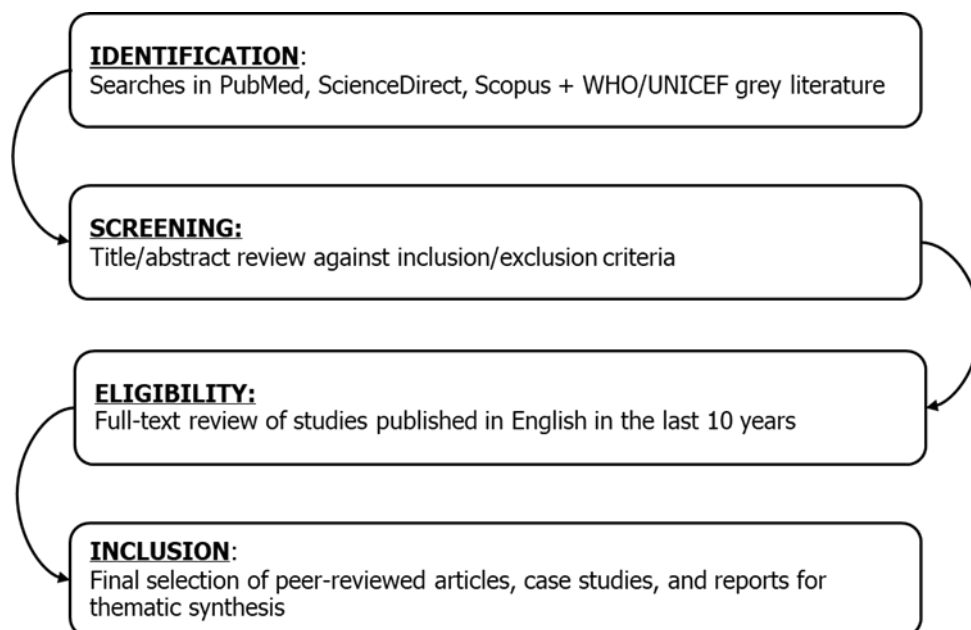 IDENTIFICATION:
Searches in PubMed, ScienceDirect, Scopus + WHO/UNICEF grey literature
SCREENING:
Title/abstract review against inclusion/exclusion criteria
ELIGIBILITY:
Full-text review of studies published in English in the last 10 years
INCLUSION:
Final selection of peer-reviewed articles, case studies, and reports for
thematic synthesis